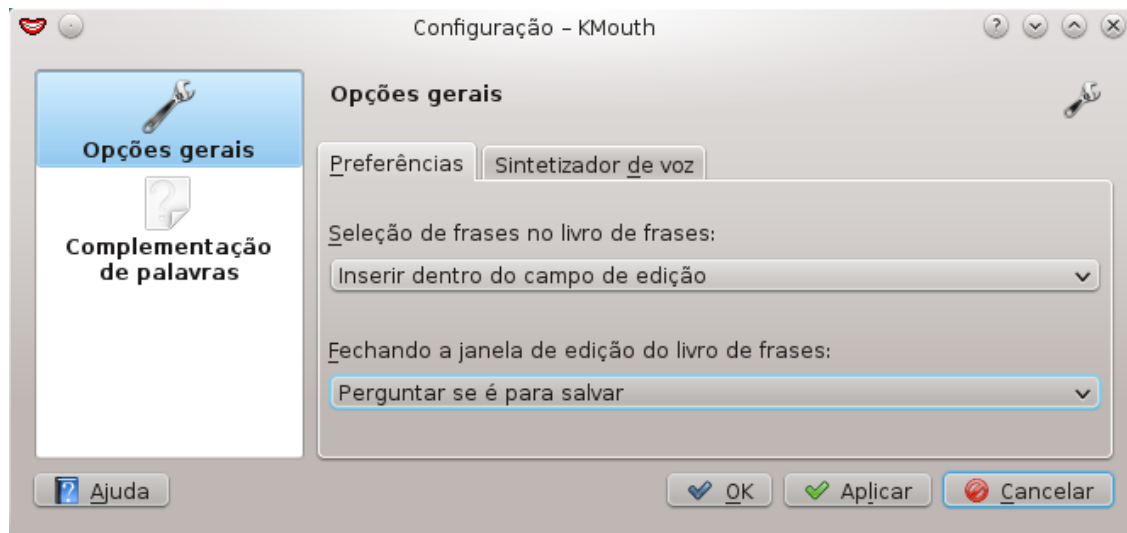 Configuração – KMouth
Opções gerais
Complementação
de palavras
Opções gerais
Preferências
Sintetizador de voz
Seleção de frases no livro de frases:
Inserir dentro do campo de edição
Fechando a janela de edição do livro de frases:
Perguntar se é para salvar
Ajuda
OK
Aplicar
Cancelar